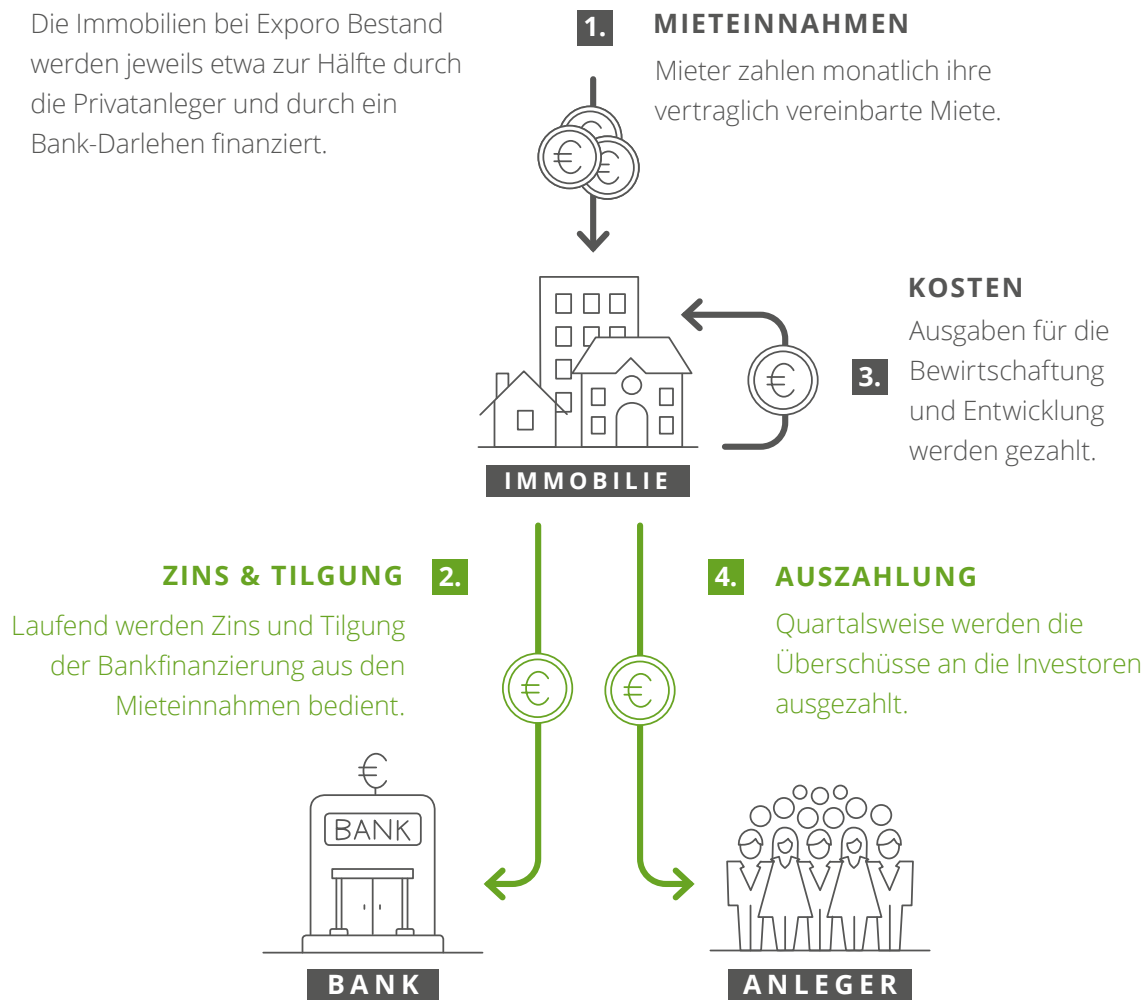 Die Immobilien bei Exporo Bestand
werden jeweils etwa zur Hälfte durch
die Privatanleger und durch ein
Bank-Darlehen finanziert.
1. MIETEINNAHMEN
Mieter zahlen monatlich ihre
vertraglich vereinbarte Miete.
€
€
€
KOSTEN
3.
Ausgaben für die
Bewirtschaftung
und Entwicklung
werden gezahlt.
€
IMMOBILIE
ZINS & TILGUNG 2.
Laufend werden Zins und Tilgung
der Bankfinanzierung aus den
Mieteinnahmen bedient.
€
4. AUSZAHLUNG
Quartalsweise werden die
Überschüsse an die Investoren
ausgezahlt.
€
€
BANK
BANK
ANLEGER